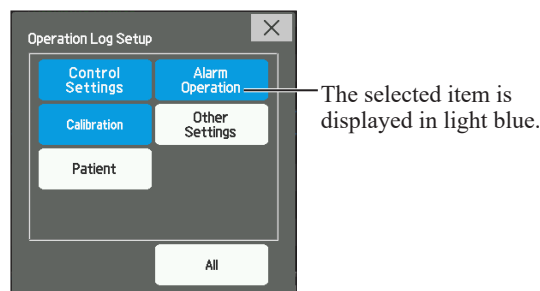 Operation Log Setup
Control
Settings
Alarm
Operation
Calibration
Other
Settings
Patient
All
The selected item is
displayed in light blue.